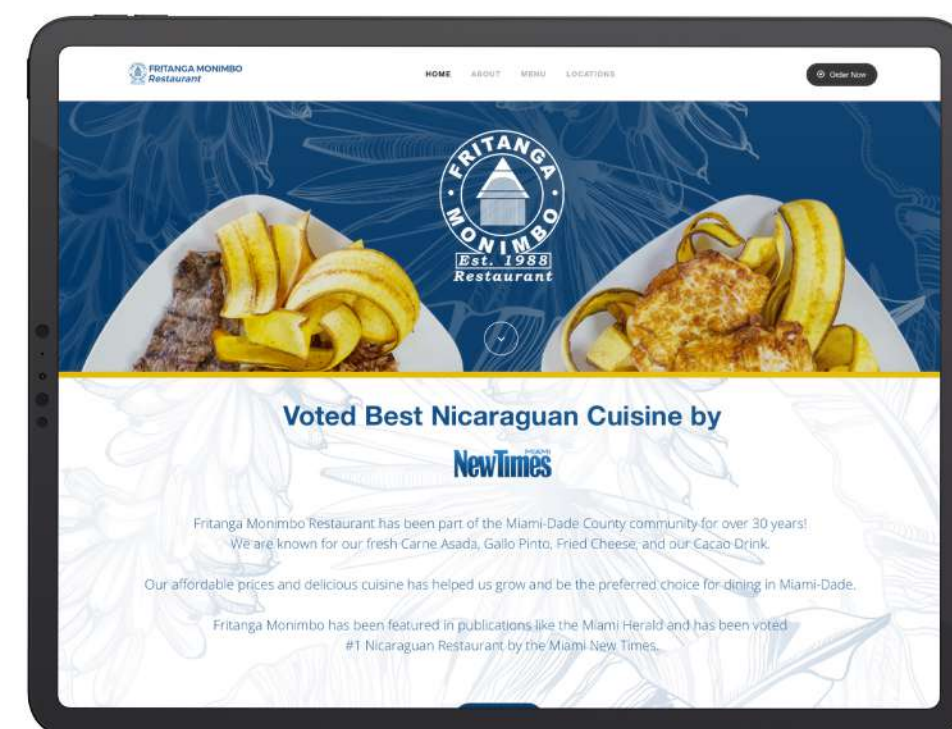 FRITANGA MONIMBO
Restaurant
HOME ABOUT MENU LOCATIONS
Order Now
FRITANGA
MONIMBO
Est. 1988
Restaurant
Voted Best Nicaraguan Cuisine by
MIAMI
NewTimes
Fritanga Monimbo Restaurant has been part of the Miami-Dade County community for over 30 years!
We are known for our fresh Carne Asada, Gallo Pinto, Fried Cheese, and our Cacao Drink.
Our affordable prices and delicious cuisine has helped us grow and be the preferred choice for dining in Miami-Dade.
Fritanga Monimbo has been featured in publications like the Miami Herald and has been voted
#1 Nicaraguan Restaurant by the Miami New Times.